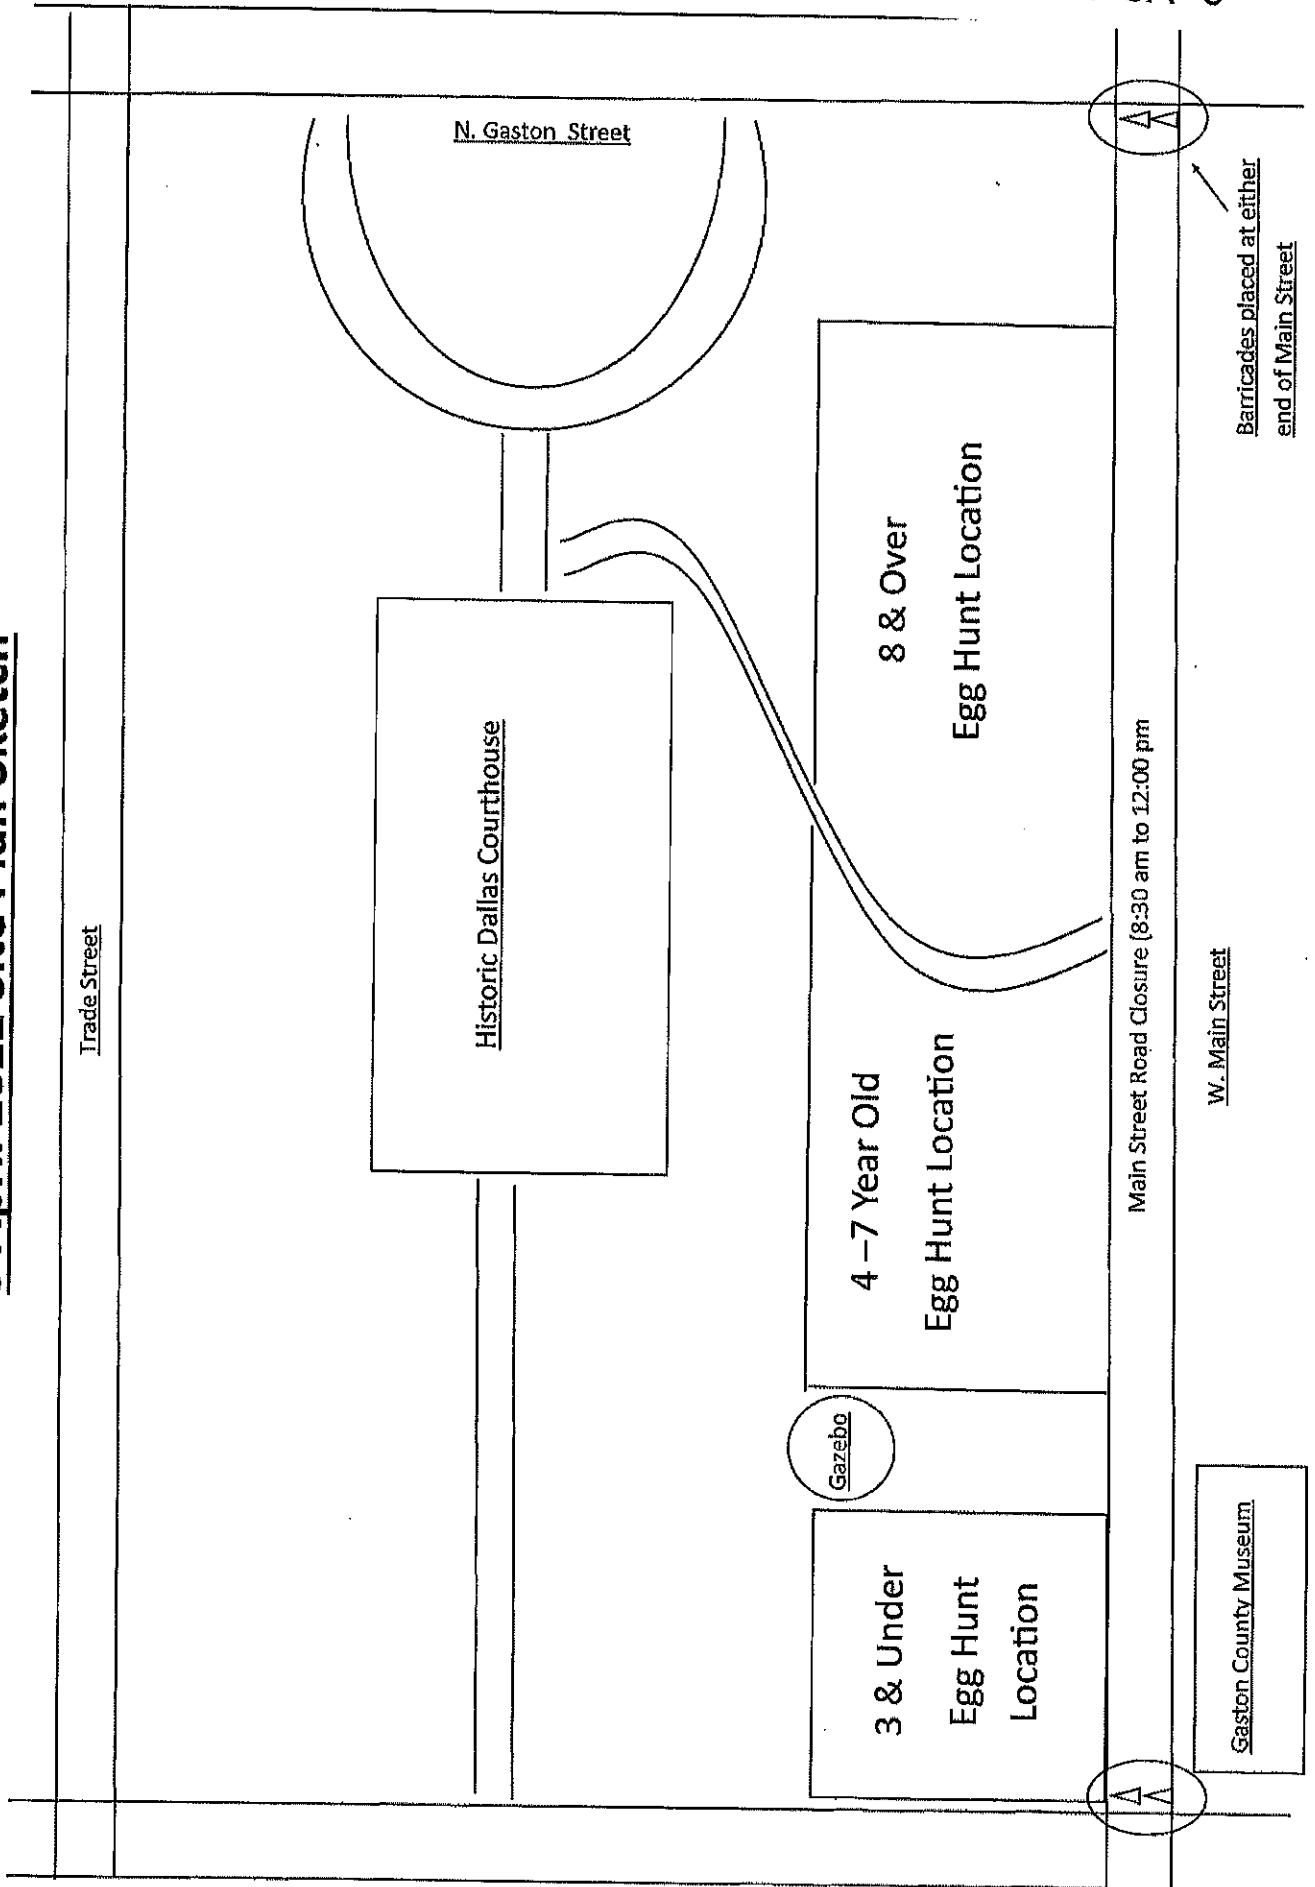 Trade Street
Historic Dallas Courthouse
N. Gaston Street
3 & Under
Egg Hunt
Location
Gazebo
4 –7 Year Old
Egg Hunt Location
8 & Over
Egg Hunt Location
Main Street Road Closure (8:30 am to 12:00 pm
W. Main Street
Gaston County Museum
Barricades placed at either
end of Main Street